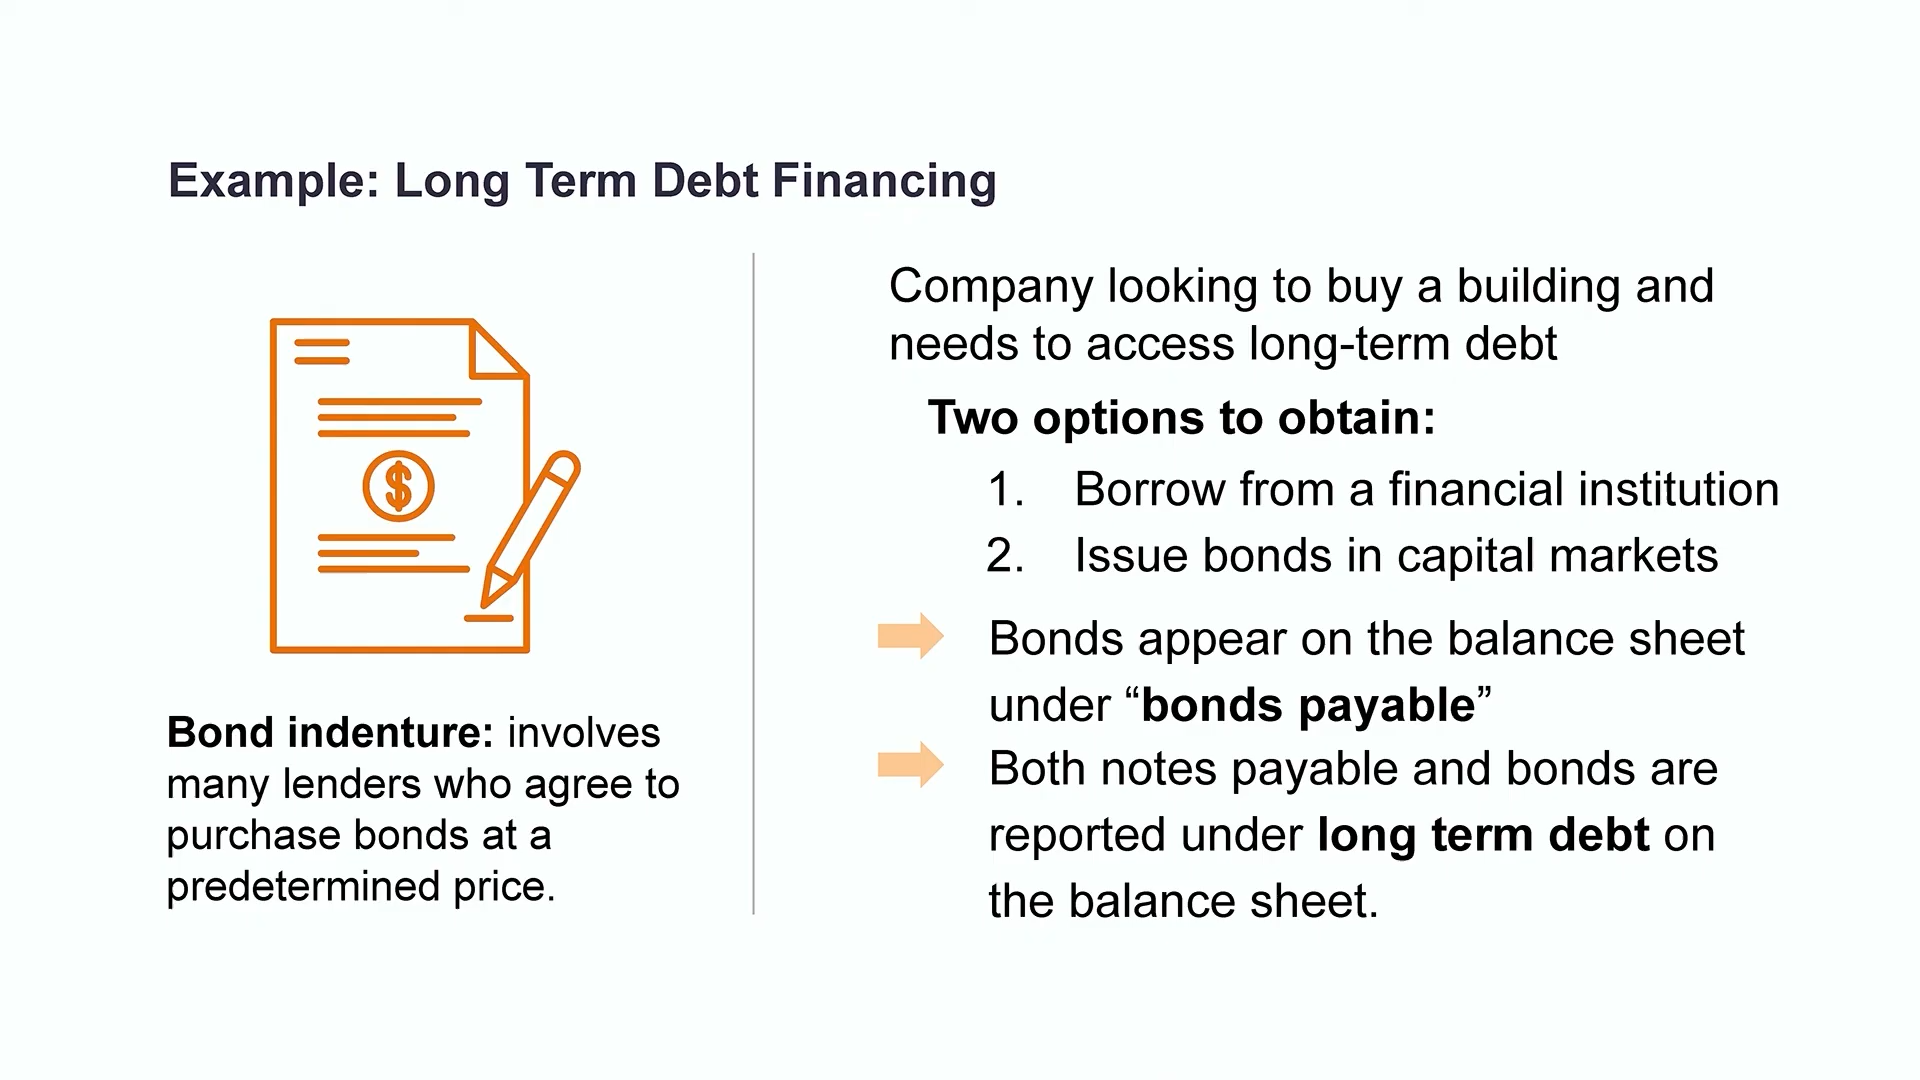 Example: Long Term Debt Financing
$
Bond indenture: involves
many lenders who agree to
purchase bonds at a
predetermined price.
Company looking to buy a building and
needs to access long-term debt
Two options to obtain:
1. Borrow from a financial institution
2. Issue bonds in capital markets
Bonds appear on the balance sheet
under “bonds payable”
Both notes payable and bonds are
reported under long term debt on
the balance sheet.